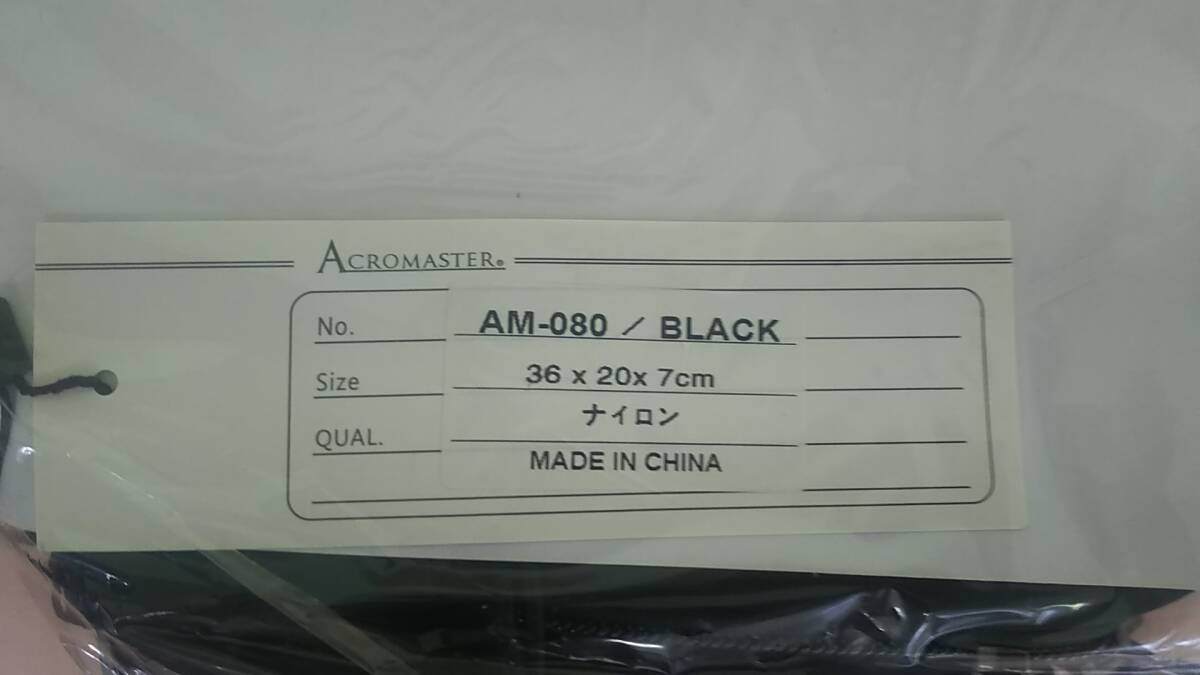 ACROMASTER®
No. AM-080 / BLACK
Size 36 x 20x 7cm
QUAL. ナイロン
MADE IN CHINA